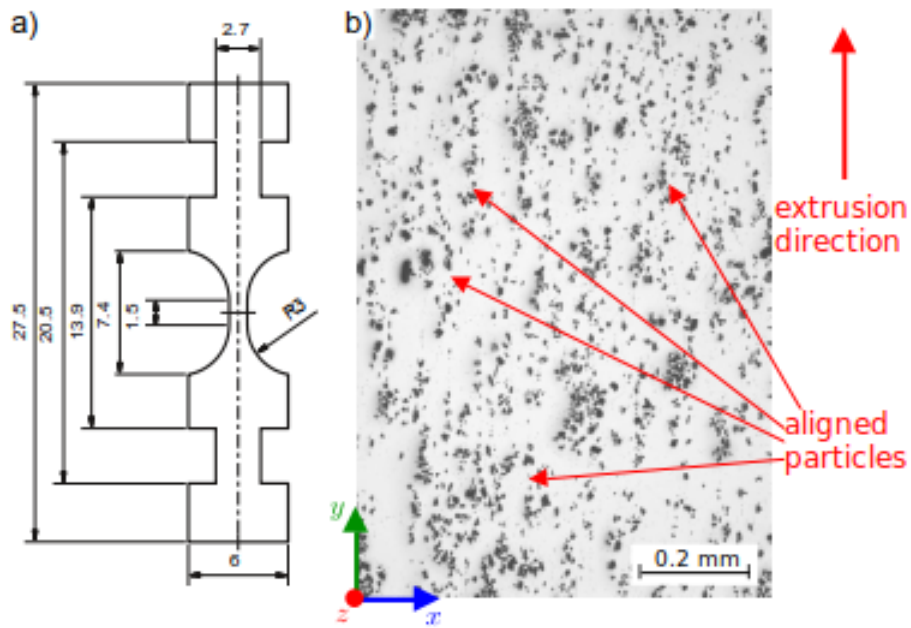 a)
2.7
27.5
20.5
13.9
7.4
1.5
R3
6
b)
extrusion
direction
aligned
particles
0.2 mm
y
z
x